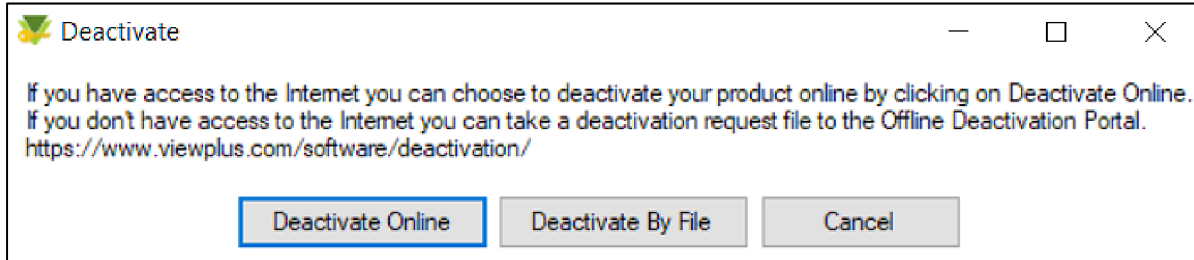 Deactivate
If you have access to the Internet you can choose to deactivate your product online by clicking on Deactivate Online.
If you don't have access to the Internet you can take a deactivation request file to the Offline Deactivation Portal.
https://www.viewplus.com/software/deactivation/
Deactivate Online Deactivate By File Cancel